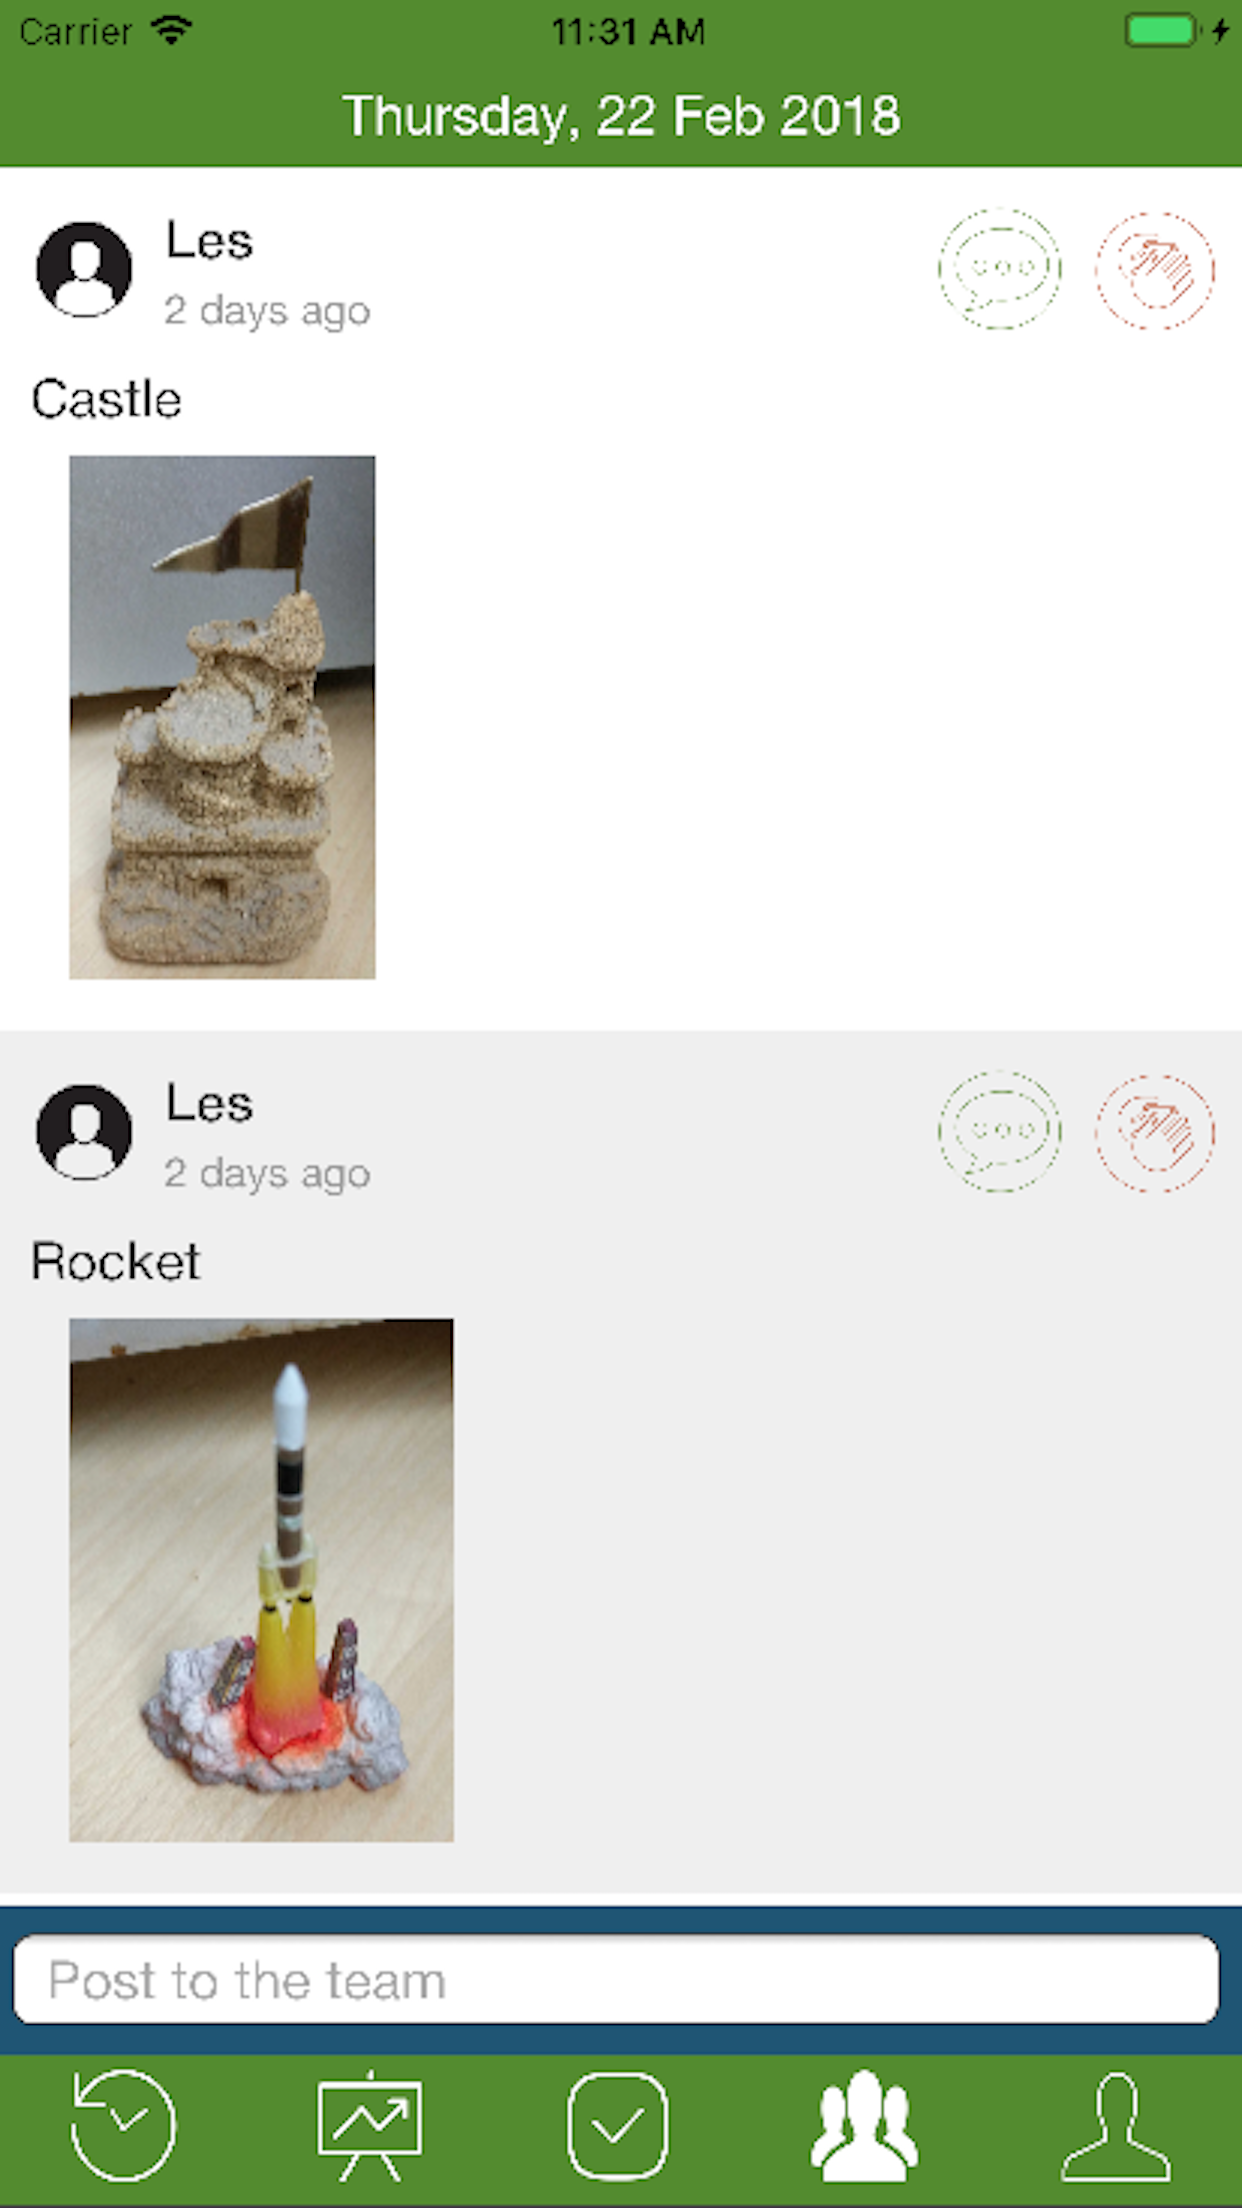 Carrier 11:31 AM
Thursday, 22 Feb 2018
Les
2 days ago
Castle
Les
2 days ago
Rocket
Post to the team